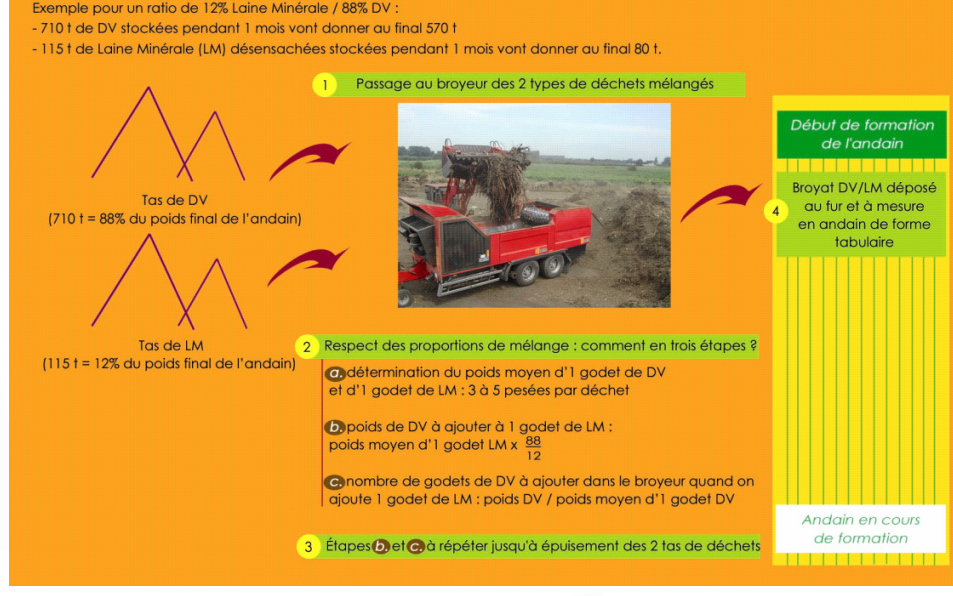 Exemple pour un ratio de 12% Laine Minérale / 88% DV :
- 710 t de DV stockées pendant 1 mois vont donner au final 570 t
- 115 t de Laine Minérale (LM) désensachées stockées pendant 1 mois vont donner au final 80 t.
1 Passage au broyeur des 2 types de déchets mélangés
Tas de DV
(710 t = 88% du poids final de l'andain)
Tas de LM
(115 t = 12% du poids final de l'andain)
2 Respect des proportions de mélange : comment en trois étapes ?
a. détermination du poids moyen d'1 godet de DV
et d'1 godet de LM : 3 à 5 pesées par déchet
b. poids de DV à ajouter à 1 godet de LM :
poids moyen d'1 godet LM x 88
12
c. nombre de godets de DV à ajouter dans le broyeur quand on
ajoute 1 godet de LM : poids DV / poids moyen d'1 godet DV
3 Étapes b. et c. à répéter jusqu'à épuisement des 2 tas de déchets
Début de formation
de l'andain
4 Broyat DV/LM déposé
au fur et à mesure
en andain de forme
tabulaire
Andain en cours
de formation